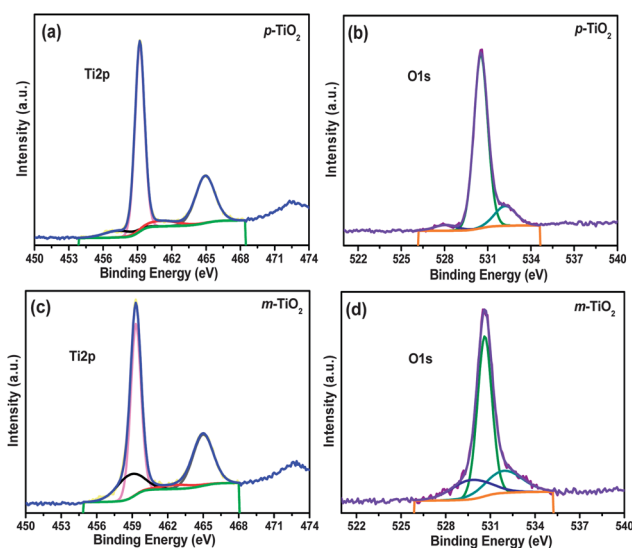 (a)
p-TiO₂
Ti2p
Intensity (a.u.)
450 453 456 459 462 465 468 471 474
Binding Energy (eV)
(b)
p-TiO₂
O1s
Intensity (a.u.)
522 525 528 531 534 537 540
Binding Energy (eV)
(c)
m-TiO₂
Ti2p
Intensity (a.u.)
450 453 456 459 462 465 468 471 474
Binding Energy (eV)
(d)
m-TiO₂
O1s
Intensity (a.u.)
522 525 528 531 534 537 540
Binding Energy (eV)